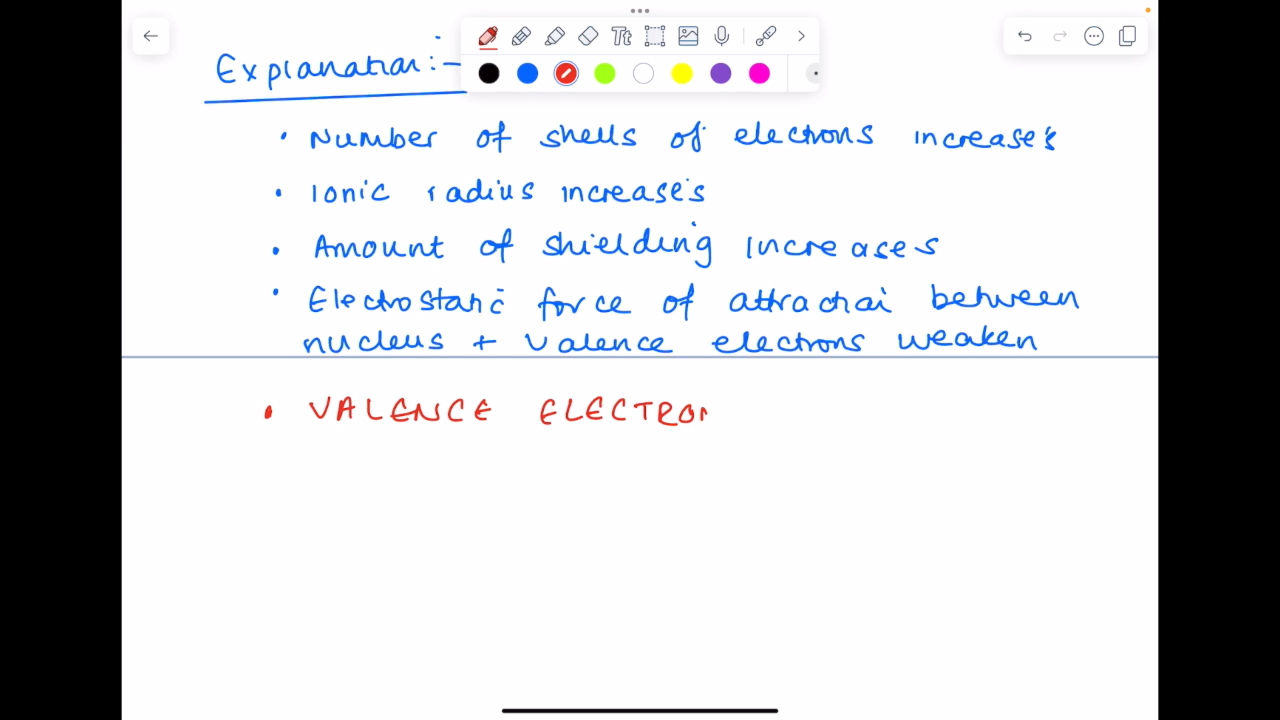 Explanation:-
Tt
• Number of shells of electrons increases
• Ionic radius increases
• Amount of shielding increases
• Electrostatic force of attraction between
nucleus + valence electrons weaken
• VALENCE ELECTRON